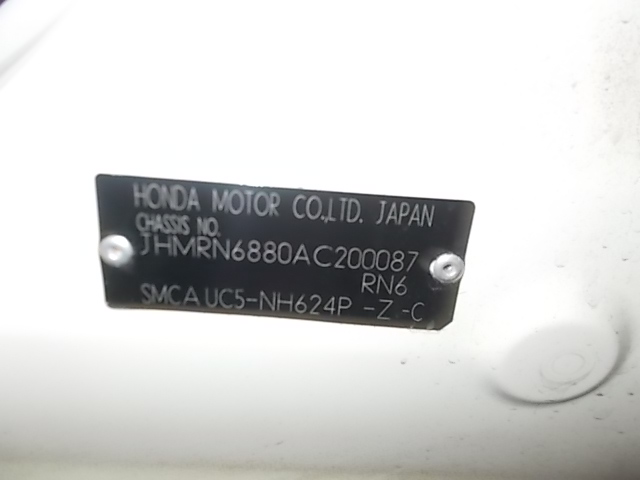 HONDA MOTOR CO.,LTD. JAPAN
CHASSIS NO.
JHMRN6880AC200087
RN6
SMCA UC5-NH624P -Z -C